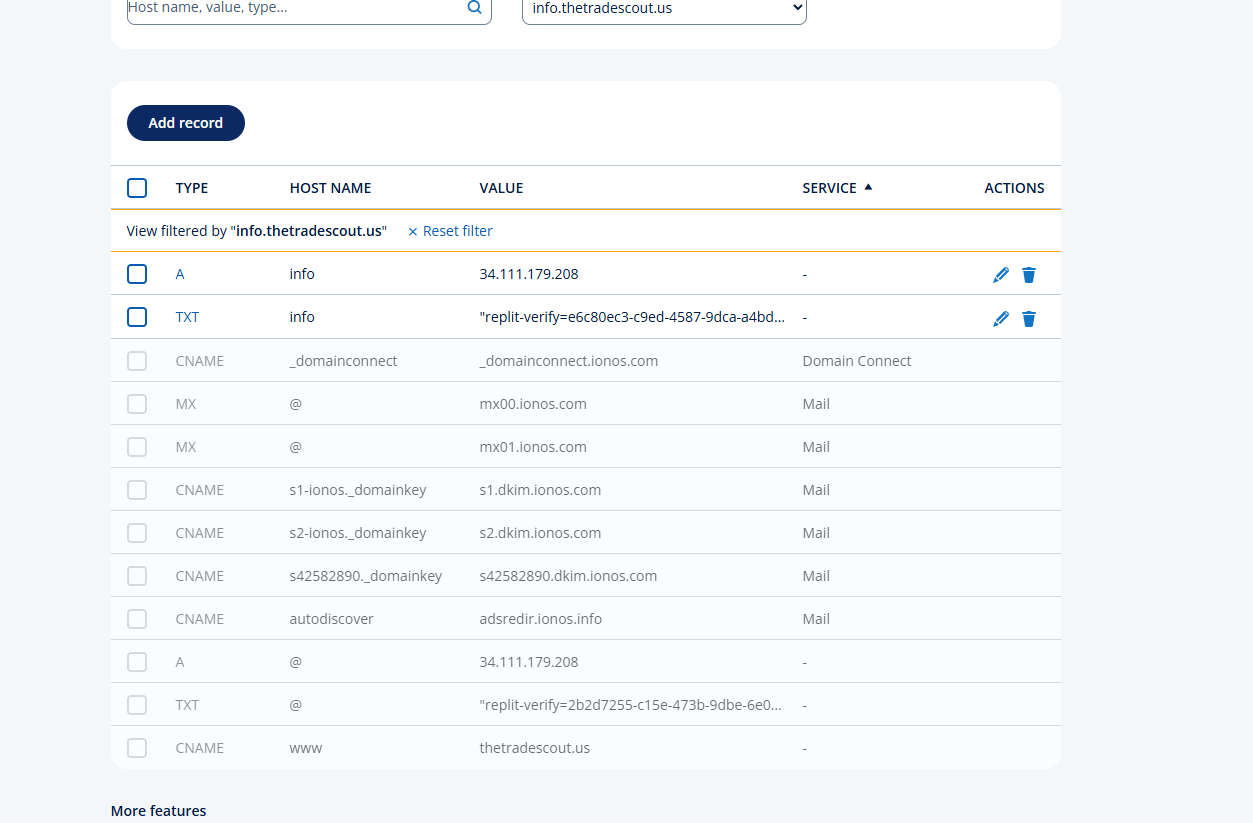 Host name, value, type...
info.thetradescout.us
Add record
TYPE HOST NAME VALUE SERVICE ACTIONS
View filtered by "info.thetradescout.us" × Reset filter
A info 34.111.179.208 -
TXT info "replit-verify=e6c80ec3-c9ed-4587-9dca-a4bd... -
CNAME _domainconnect _domainconnect.ionos.com Domain Connect
MX @ mx00.ionos.com Mail
MX @ mx01.ionos.com Mail
CNAME s1-ionos._domainkey s1.dkim.ionos.com Mail
CNAME s2-ionos._domainkey s2.dkim.ionos.com Mail
CNAME s42582890._domainkey s42582890.dkim.ionos.com Mail
CNAME autodiscover adsredir.ionos.info Mail
A @ 34.111.179.208 -
TXT @ "replit-verify=2b2d7255-c15e-473b-9dbe-6e0... -
CNAME www thetradescout.us -
More features